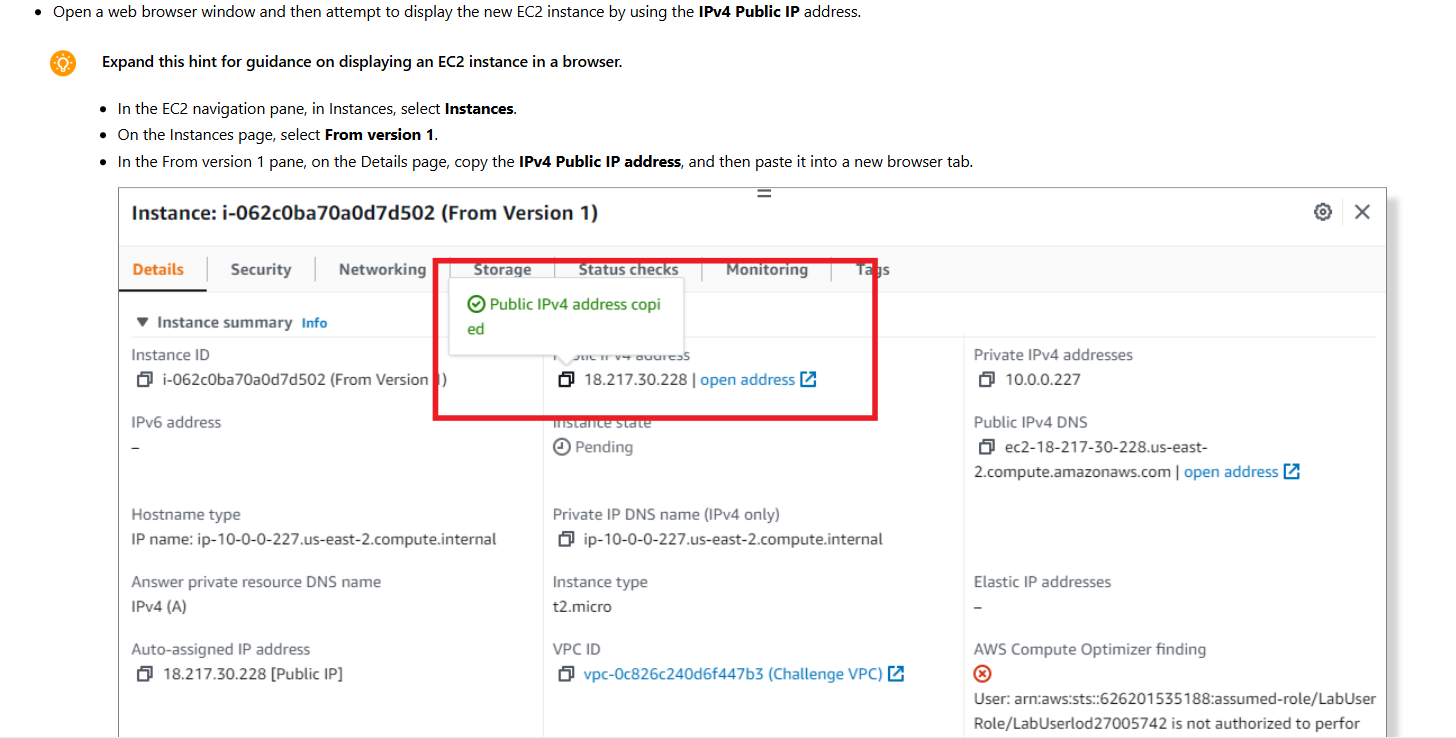 Open a web browser window and then attempt to display the new EC2 instance by using the IPv4 Public IP address.
Expand this hint for guidance on displaying an EC2 instance in a browser.
In the EC2 navigation pane, in Instances, select Instances.
On the Instances page, select From version 1.
In the From version 1 pane, on the Details page, copy the IPv4 Public IP address, and then paste it into a new browser tab.
Instance: i-062c0ba70a0d7d502 (From Version 1)
Details
Security
Networking
Storage
Status checks
Monitoring
Tags
Public IPv4 address copi
ed
Instance summary Info
Instance ID
i-062c0ba70a0d7d502 (From Version 1)
Public IPv4 address
18.217.30.228 | open address
Private IPv4 addresses
10.0.0.227
IPv6 address
–
Instance state
Pending
Public IPv4 DNS
ec2-18-217-30-228.us-east-
2.compute.amazonaws.com | open address
Hostname type
IP name: ip-10-0-0-227.us-east-2.compute.internal
Private IP DNS name (IPv4 only)
ip-10-0-0-227.us-east-2.compute.internal
Answer private resource DNS name
IPv4 (A)
Instance type
t2.micro
Elastic IP addresses
–
Auto-assigned IP address
18.217.30.228 [Public IP]
VPC ID
vpc-0c826c240d6f447b3 (Challenge VPC)
AWS Compute Optimizer finding
User: arn:aws:sts::626201535188:assumed-role/LabUser
Role/LabUserlod27005742 is not authorized to perfor